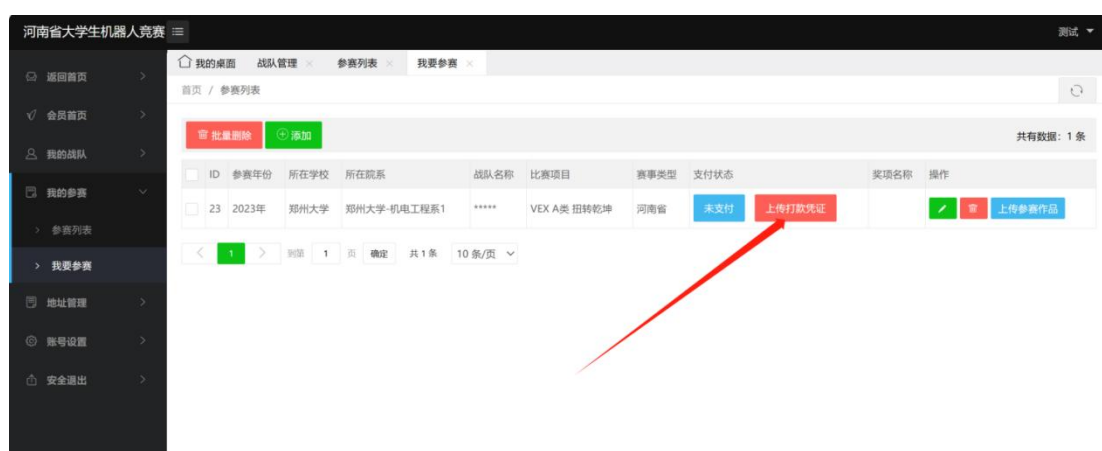 河南省大学生机器人竞赛
测试
返回首页
会员首页
我的战队
我的参赛
参赛列表
我要参赛
地址管理
账号设置
安全退出
我的桌面 战队管理 × 参赛列表 × 我要参赛 ×
首页 / 参赛列表
批量删除 添加 共有数据：1 条
ID 参赛年份 所在学校 所在院系 战队名称 比赛项目 赛事类型 支付状态 奖项名称 操作
23 2023年 郑州大学 郑州大学-机电工程系1 ***** VEX A类 扭转乾坤 河南省 未支付 上传打款凭证 上传参赛作品
< 1 > 到第 1 页 确定 共 1 条 10 条/页